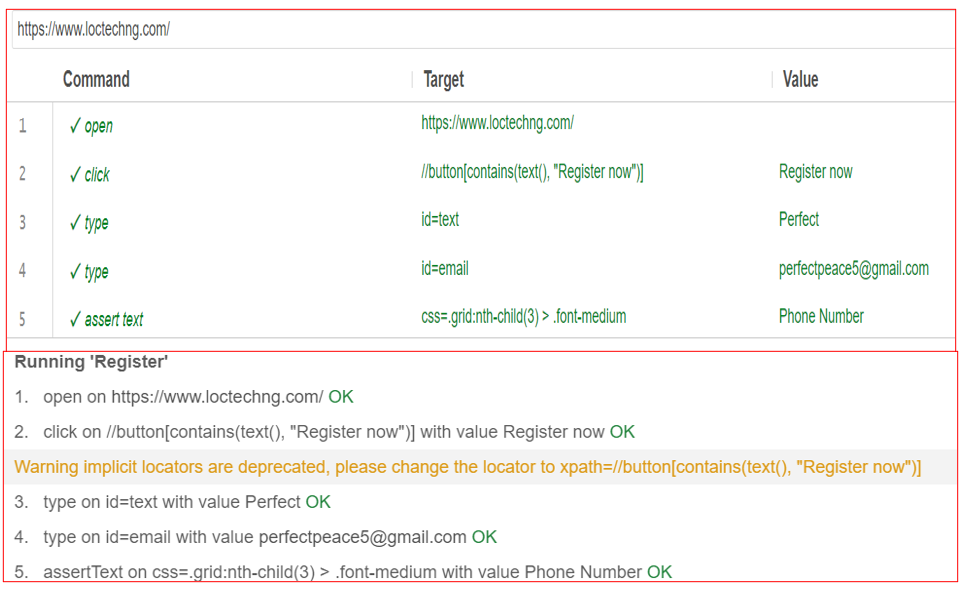 https://www.loctechng.com/
Command Target Value
1 ✓ open https://www.loctechng.com/
2 ✓ click //button[contains(text(), "Register now")] Register now
3 ✓ type id=text Perfect
4 ✓ type id=email perfectpeace5@gmail.com
5 ✓ assert text css=.grid:nth-child(3) > .font-medium Phone Number
Running 'Register'
1. open on https://www.loctechng.com/ OK
2. click on //button[contains(text(), "Register now")] with value Register now OK
Warning implicit locators are deprecated, please change the locator to xpath=//button[contains(text(), "Register now")]
3. type on id=text with value Perfect OK
4. type on id=email with value perfectpeace5@gmail.com OK
5. assertText on css=.grid:nth-child(3) > .font-medium with value Phone Number OK